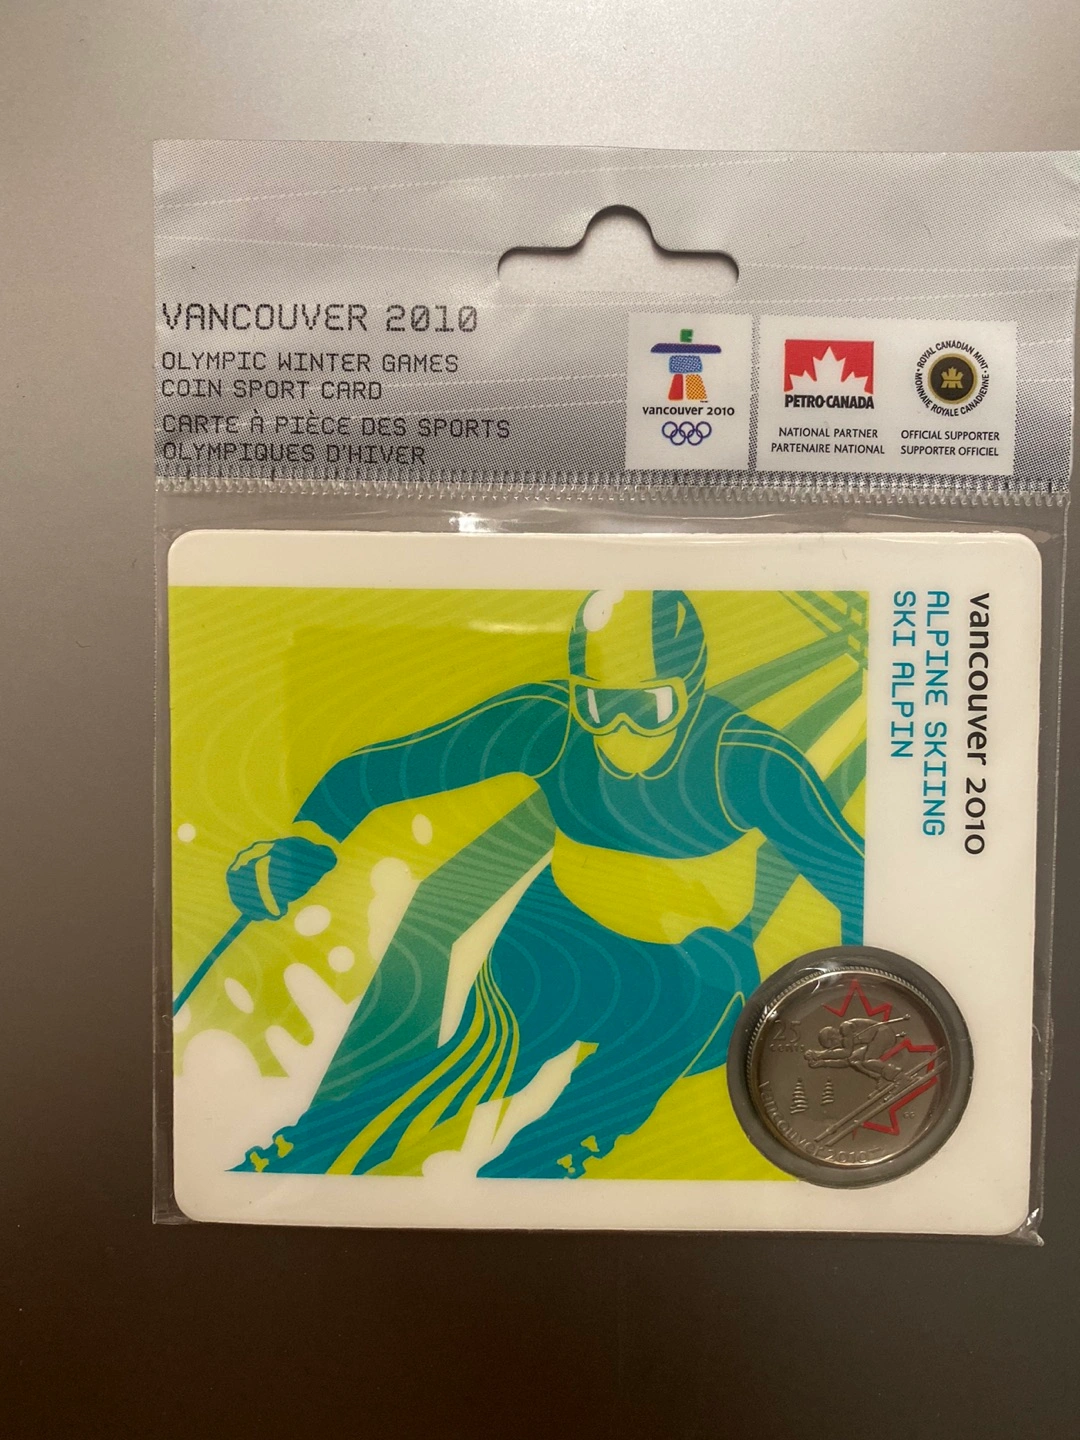 VANCOUVER 2010
OLYMPIC WINTER GAMES
COIN SPORT CARD
CARTE À PIÈCE DES SPORTS
OLYMPIQUES D'HIVER
vancouver 2010
PETRO-CANADA
NATIONAL PARTNER
PARTENAIRE NATIONAL
ROYAL CANADIAN MINT
MONNAIE ROYALE CANADIENNE
OFFICIAL SUPPORTER
SUPPORTER OFFICIEL
vancouver 2010
ALPINE SKIING
SKI ALPIN
25
cents
vancouver 2010